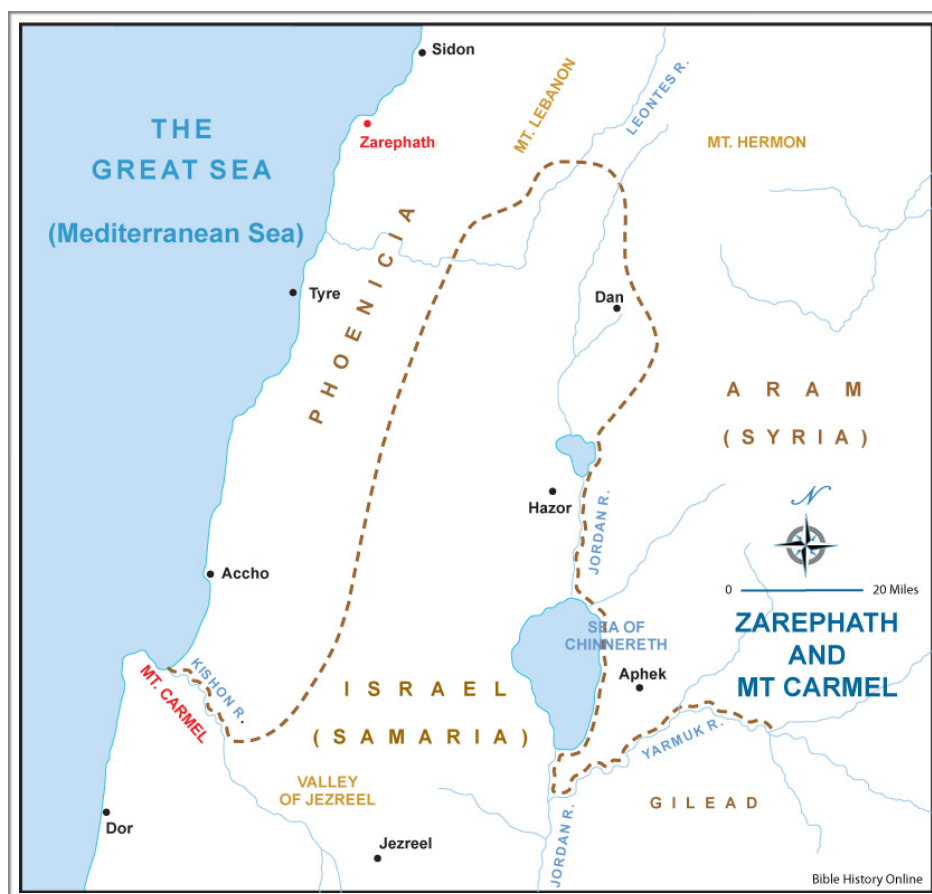 Sidon
THE
GREAT SEA
(Mediterranean Sea)
Zarephath
MT. LEBANON
LEONTES R.
MT. HERMON
PHOENICIA
Tyre
Dan
ARAM
(SYRIA)
Hazor
JORDAN R.
N
0 20 Miles
Accho
SEA OF
CHINNERETH
ZAREPHATH
AND
MT CARMEL
KISHON R.
MT. CARMEL
ISRAEL
(SAMARIA)
Aphek
YARMUK R.
VALLEY
OF JEZREEL
GILEAD
Dor
Jezreel
JORDAN R.
Bible History Online